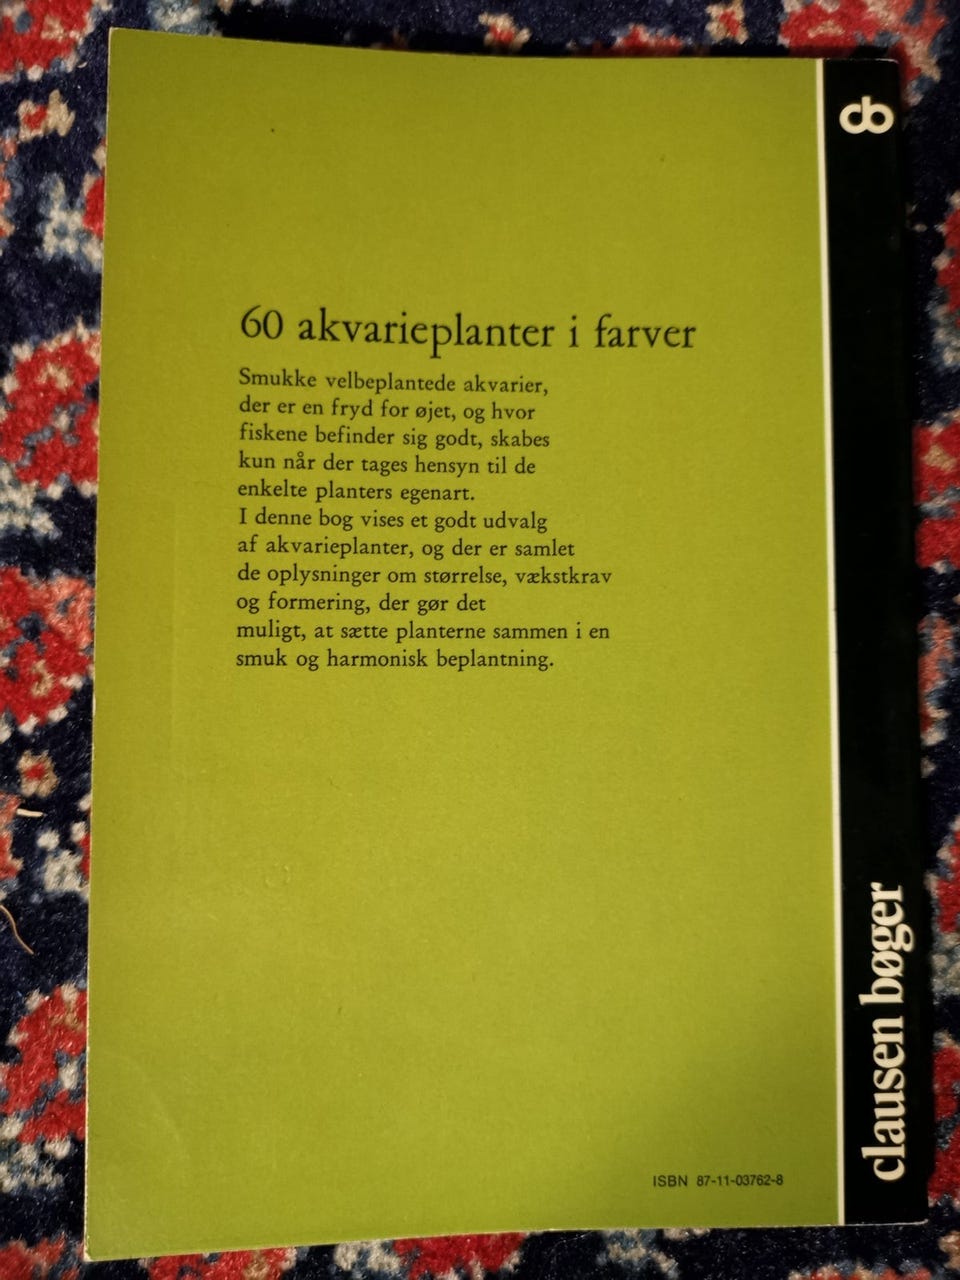 cb
60 akvarieplanter i farver
Smukke velbeplantede akvarier,
der er en fryd for øjet, og hvor
fiskene befinder sig godt, skabes
kun når der tages hensyn til de
enkelte planters egenart.
I denne bog vises et godt udvalg
af akvarieplanter, og der er samlet
de oplysninger om størrelse, vækstkrav
og formering, der gør det
muligt, at sætte planterne sammen i en
smuk og harmonisk beplantning.
clausen bøger
ISBN 87-11-03762-8